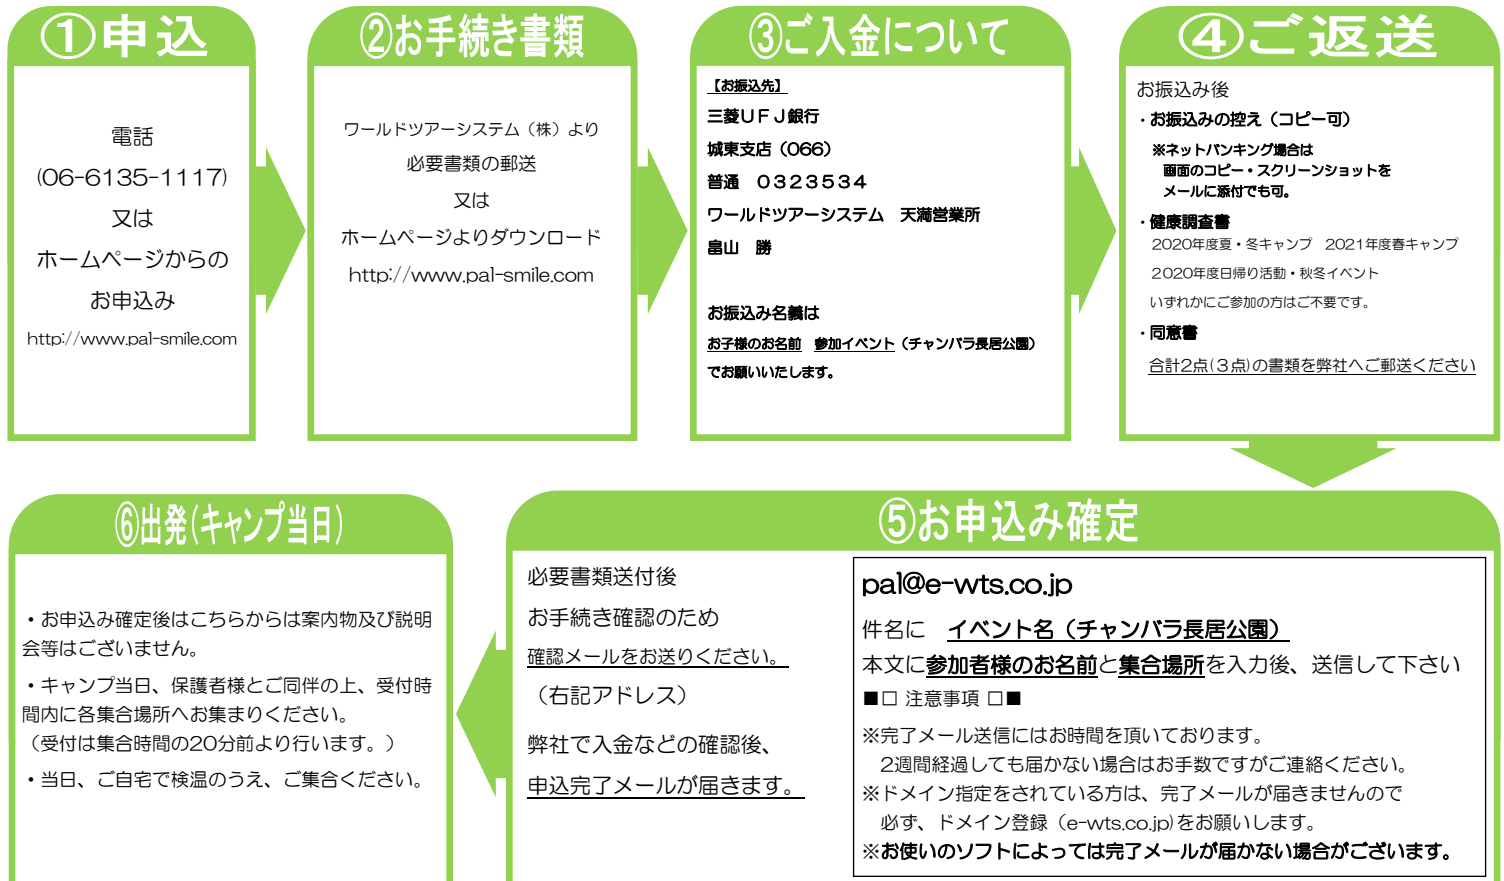 ①申込
電話
(06-6135-1117)
又は
ホームページからの
お申込み
http://www.pal-smile.com
②お手続き書類
ワールドツアーシステム（株）より
必要書類の郵送
又は
ホームページよりダウンロード
http://www.pal-smile.com
③ご入金について
【お振込先】
三菱ＵＦＪ銀行
城東支店（066）
普通　０３２３５３４
ワールドツアーシステム　天満営業所
畠山　勝
お振込み名義は
お子様のお名前　参加イベント（チャンバラ長居公園）
でお願いいたします。
④ご返送
お振込み後
・お振込みの控え（コピー可）
※ネットバンキング場合は
画面のコピー・スクリーンショットを
メールに添付でも可。
・健康調査書
2020年度夏・冬キャンプ　2021年度春キャンプ
2020年度日帰り活動・秋冬イベント
いずれかにご参加の方はご不要です。
・同意書
合計2点(３点)の書類を弊社へご郵送ください
⑤お申込み確定
必要書類送付後
お手続き確認のため
確認メールをお送りください。
（右記アドレス）
弊社で入金などの確認後、
申込完了メールが届きます。
pal@e-wts.co.jp
件名に　イベント名（チャンバラ長居公園）
本文に参加者様のお名前と集合場所を入力後、送信して下さい
■□ 注意事項 □■
※完了メール送信にはお時間を頂いております。
2週間経過しても届かない場合はお手数ですがご連絡ください。
※ドメイン指定をされている方は、完了メールが届きませんので
必ず、ドメイン登録（e-wts.co.jp)をお願いします。
※お使いのソフトによっては完了メールが届かない場合がございます。
⑥出発(キャンプ当日)
・お申込み確定後はこちらからは案内物及び説明
会等はございません。
・キャンプ当日、保護者様とご同伴の上、受付時
間内に各集合場所へお集まりください。
（受付は集合時間の20分前より行います。）
・当日、ご自宅で検温のうえ、ご集合ください。